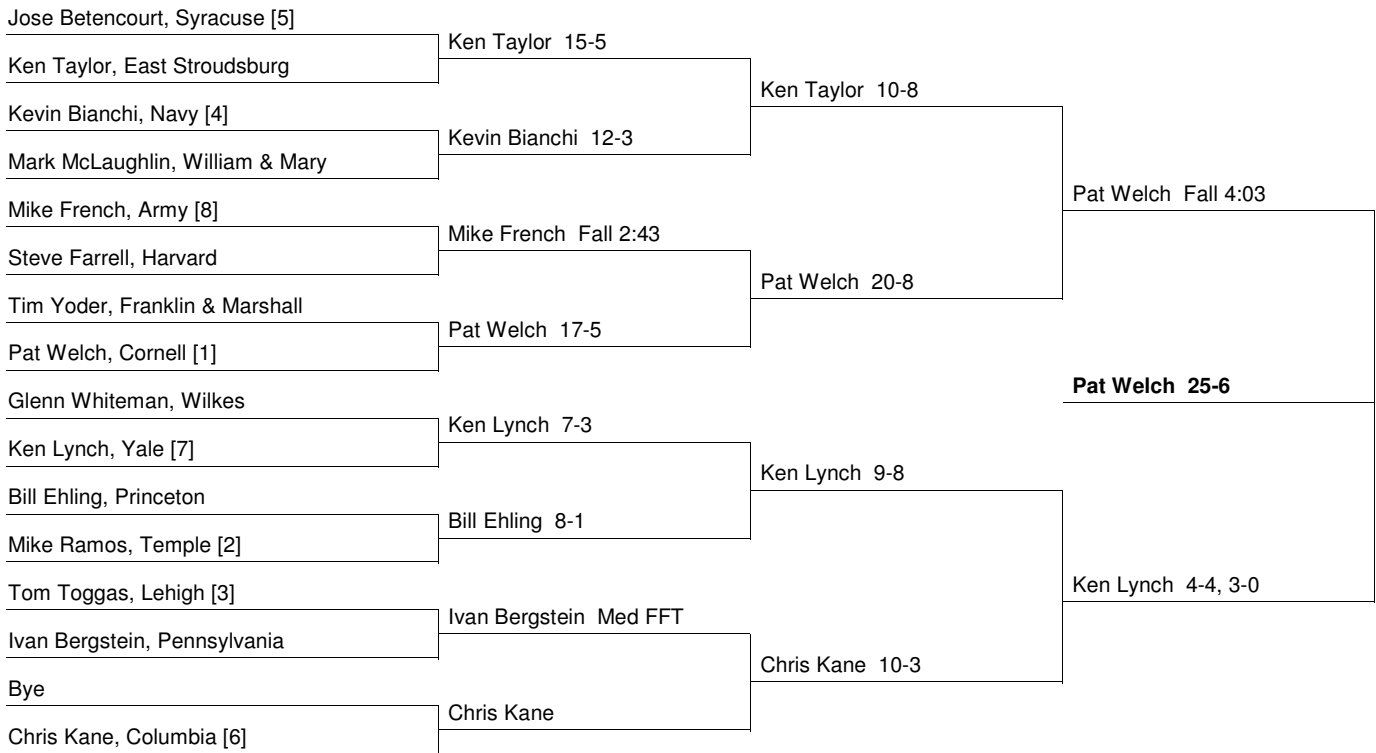 Jose Betencourt, Syracuse [5]
Ken Taylor, East Stroudsburg
Kevin Bianchi, Navy [4]
Mark McLaughlin, William & Mary
Mike French, Army [8]
Steve Farrell, Harvard
Tim Yoder, Franklin & Marshall
Pat Welch, Cornell [1]
Glenn Whiteman, Wilkes
Ken Lynch, Yale [7]
Bill Ehling, Princeton
Mike Ramos, Temple [2]
Tom Toggas, Lehigh [3]
Ivan Bergstein, Pennsylvania
Bye
Chris Kane, Columbia [6]
Ken Taylor 15-5
Kevin Bianchi 12-3
Mike French Fall 2:43
Pat Welch 17-5
Ken Lynch 7-3
Bill Ehling 8-1
Ivan Bergstein Med FFT
Chris Kane
Ken Taylor 10-8
Pat Welch 20-8
Ken Lynch 9-8
Chris Kane 10-3
Pat Welch Fall 4:03
Ken Lynch 4-4, 3-0
Pat Welch 25-6